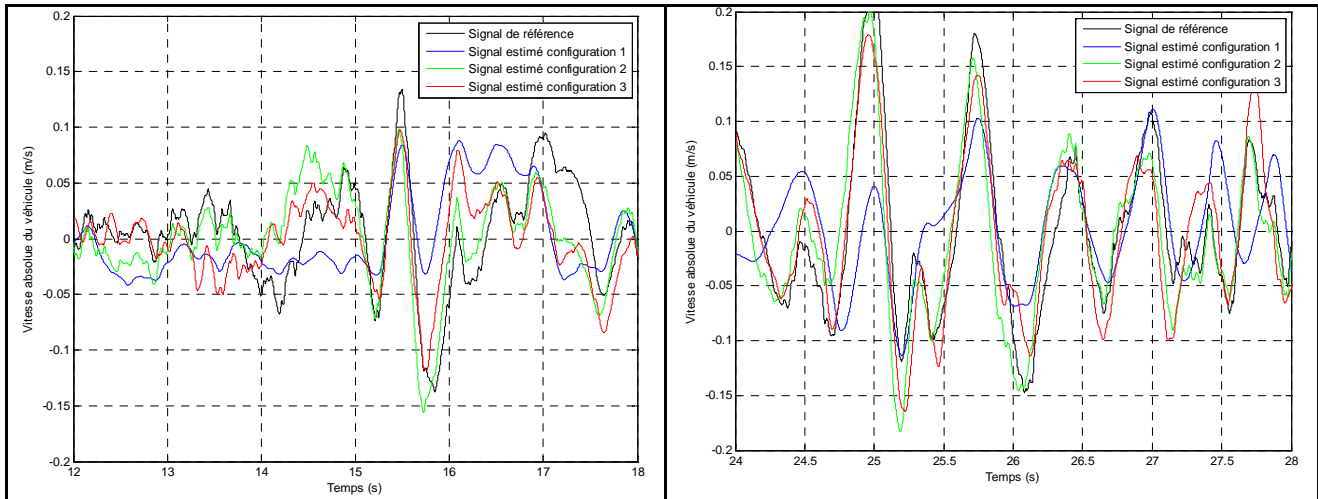 0.2
0.15
0.1
0.05
0
-0.05
-0.1
-0.15
-0.2
12
13
14
15
16
17
18
Temps (s)
Vitesse absolue du véhicule (m/s)
Signal de référence
Signal estimé configuration 1
Signal estimé configuration 2
Signal estimé configuration 3
0.2
0.15
0.1
0.05
0
-0.05
-0.1
-0.15
-0.2
24
24.5
25
25.5
26
26.5
27
27.5
28
Temps (s)
Vitesse absolue du véhicule (m/s)
Signal de référence
Signal estimé configuration 1
Signal estimé configuration 2
Signal estimé configuration 3